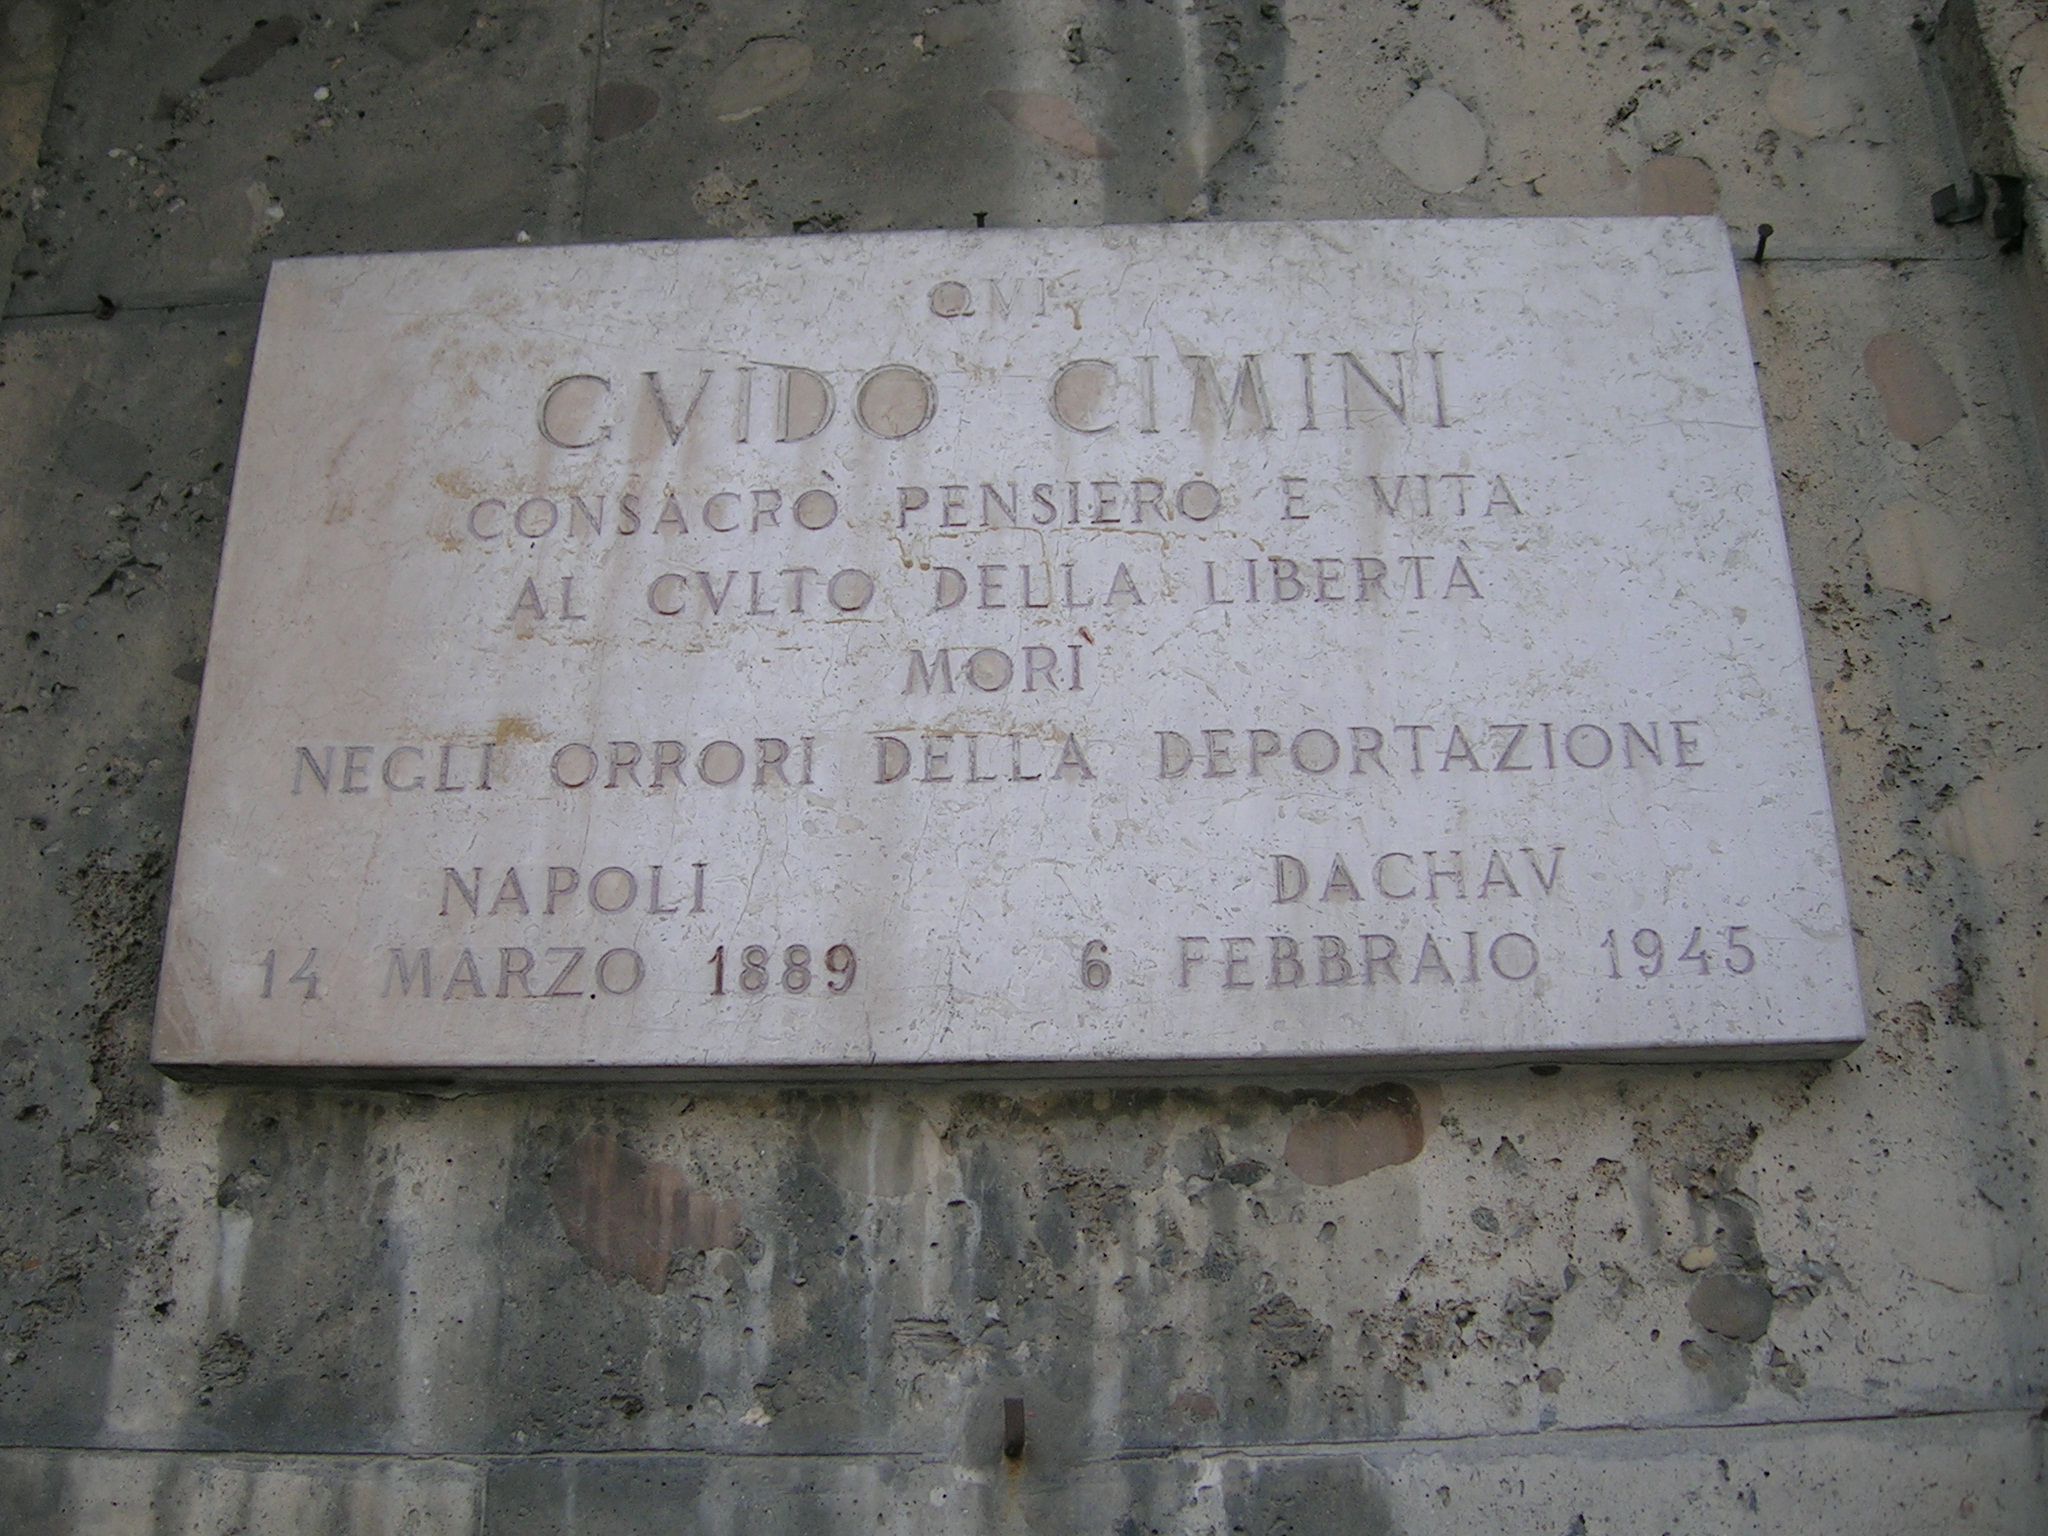 QVI
GVIDO CIMINI
CONSACRÒ PENSIERO E VITA
AL CVLTO DELLA LIBERTÀ
MORÌ
NEGLI ORRORI DELLA DEPORTAZIONE
NAPOLI DACHAV
14 MARZO 1889 6 FEBBRAIO 1945